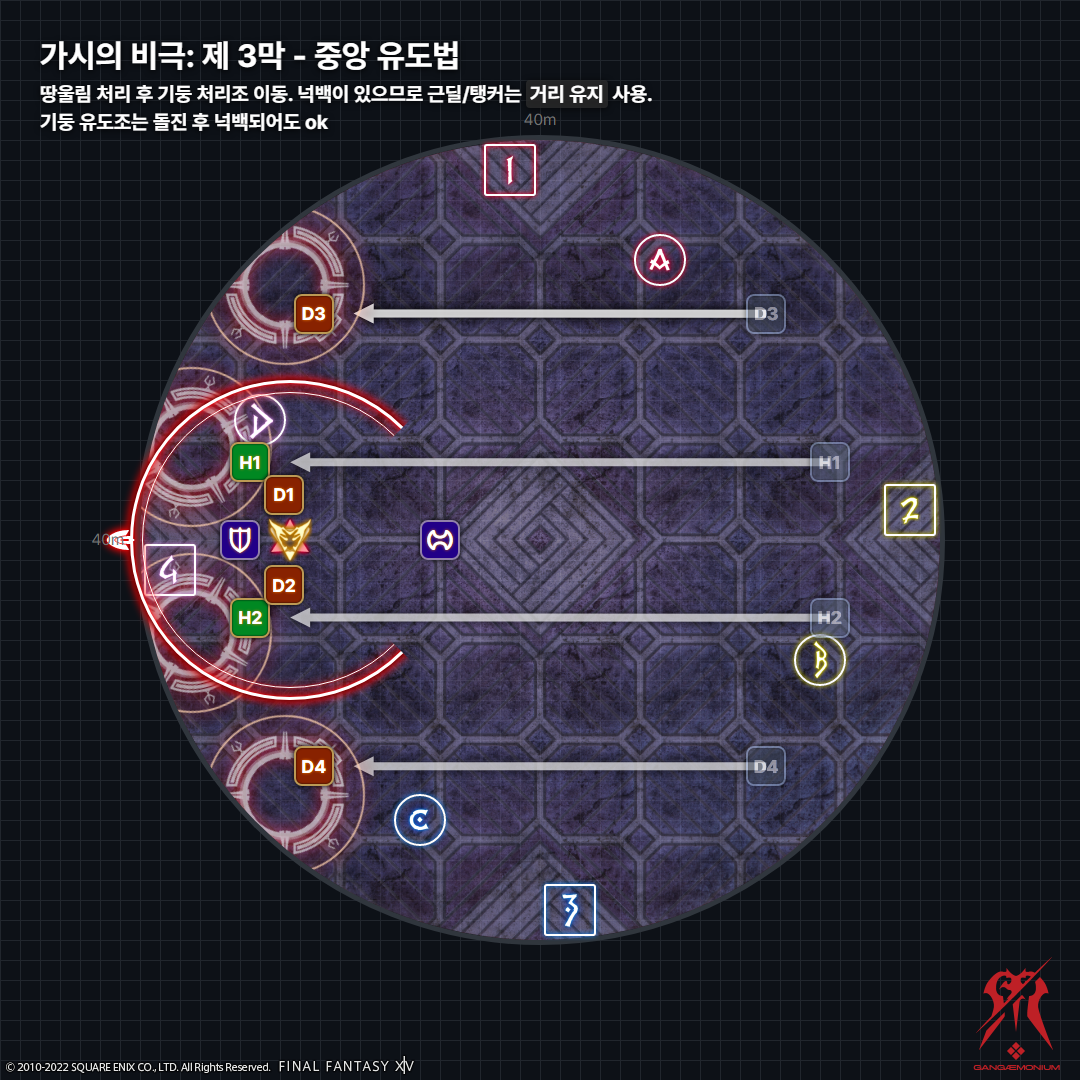 가시의 비극: 제 3막 - 중앙 유도법
땅울림 처리 후 기둥 처리조 이동. 넉백이 있으므로 근딜/탱커는 거리 유지 사용.
기둥 유도조는 돌진 후 넉백되어도 ok
40m
1
A
D3
D3
H1
H1
D1
2
40m
4
D2
H2
H2
B
D4
D4
C
3
© 2010-2022 SQUARE ENIX CO., LTD. All Rights Reserved. FINAL FANTASY XIV
GANGÆMONIUM